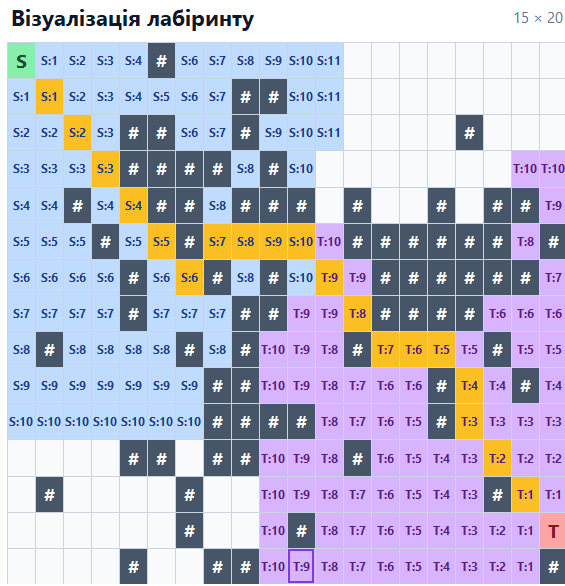 Візуалізація лабіринту 15 × 20
S S:1 S:2 S:3 S:4 # S:6 S:7 S:8 S:9 S:10 S:11
S:1 S:1 S:2 S:3 S:4 S:5 S:6 S:7 # # S:10 S:11
S:2 S:2 S:2 S:3 # # S:6 S:7 # S:9 S:10 S:11 #
S:3 S:3 S:3 S:3 # # # # S:8 # S:10 T:10 T:10
S:4 S:4 # S:4 S:4 # # S:8 # # # # # # # T:9
S:5 S:5 S:5 # S:5 S:5 # S:7 S:8 S:9 S:10 T:10 # # # # # # T:8 #
S:6 S:6 S:6 S:6 # S:6 S:6 # S:8 # S:10 T:9 T:9 # # # # # # T:7
S:7 S:7 S:7 S:7 # S:7 S:7 S:7 # # T:9 T:9 T:8 # # # # T:6 T:6 T:6
S:8 # S:8 S:8 S:8 S:8 # S:8 # T:10 T:9 T:8 # T:7 T:6 T:5 T:5 # T:5 T:5
S:9 S:9 S:9 S:9 S:9 S:9 S:9 # # T:10 T:9 T:8 T:7 T:6 T:6 # T:4 T:4 # T:4
S:10 S:10 S:10 S:10 S:10 S:10 S:10 # # # # T:8 T:7 T:6 T:5 # T:3 T:3 T:3 T:3
# # # # T:10 T:9 T:8 # T:6 T:5 T:4 T:3 T:2 T:2 T:2
# # T:10 T:9 T:8 T:7 T:6 T:5 T:4 T:3 # T:1 T:1
# T:10 # T:8 T:7 T:6 T:5 T:4 T:3 T:2 T:1 T
# # # T:10 T:9 T:8 T:7 T:6 T:5 T:4 T:3 T:2 T:1 #